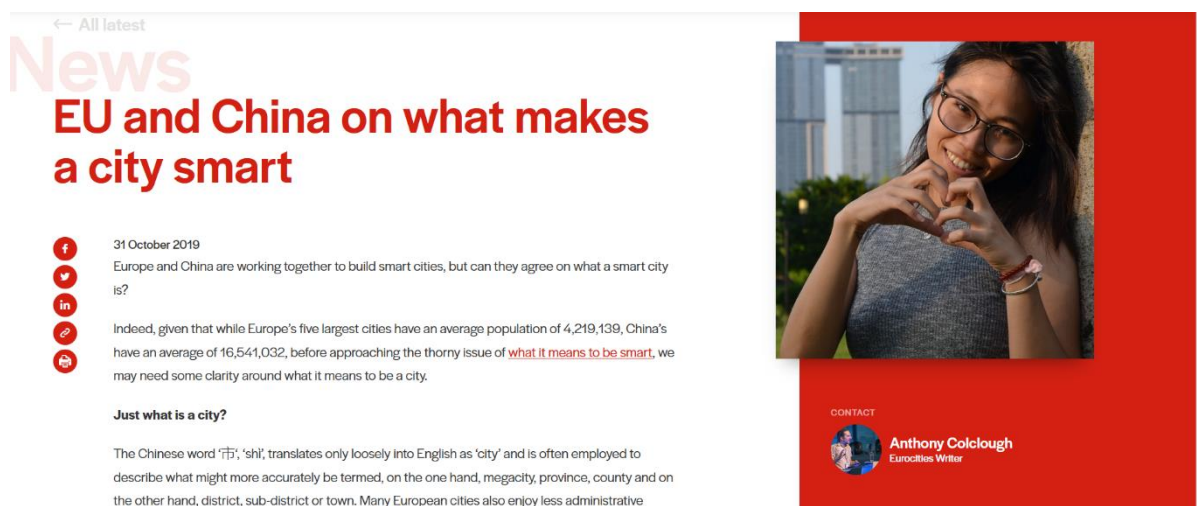 ← All latest
News
EU and China on what makes
a city smart
31 October 2019
Europe and China are working together to build smart cities, but can they agree on what a smart city
is?
Indeed, given that while Europe's five largest cities have an average population of 4,219,139, China's
have an average of 16,541,032, before approaching the thorny issue of what it means to be smart, we
may need some clarity around what it means to be a city.
Just what is a city?
The Chinese word ‘市‘, ‘shì’, translates only loosely into English as ‘city’ and is often employed to
describe what might more accurately be termed, on the one hand, megacity, province, county and on
the other hand, district, sub-district or town. Many European cities also enjoy less administrative
CONTACT
Anthony Colclough
Eurocities Writer